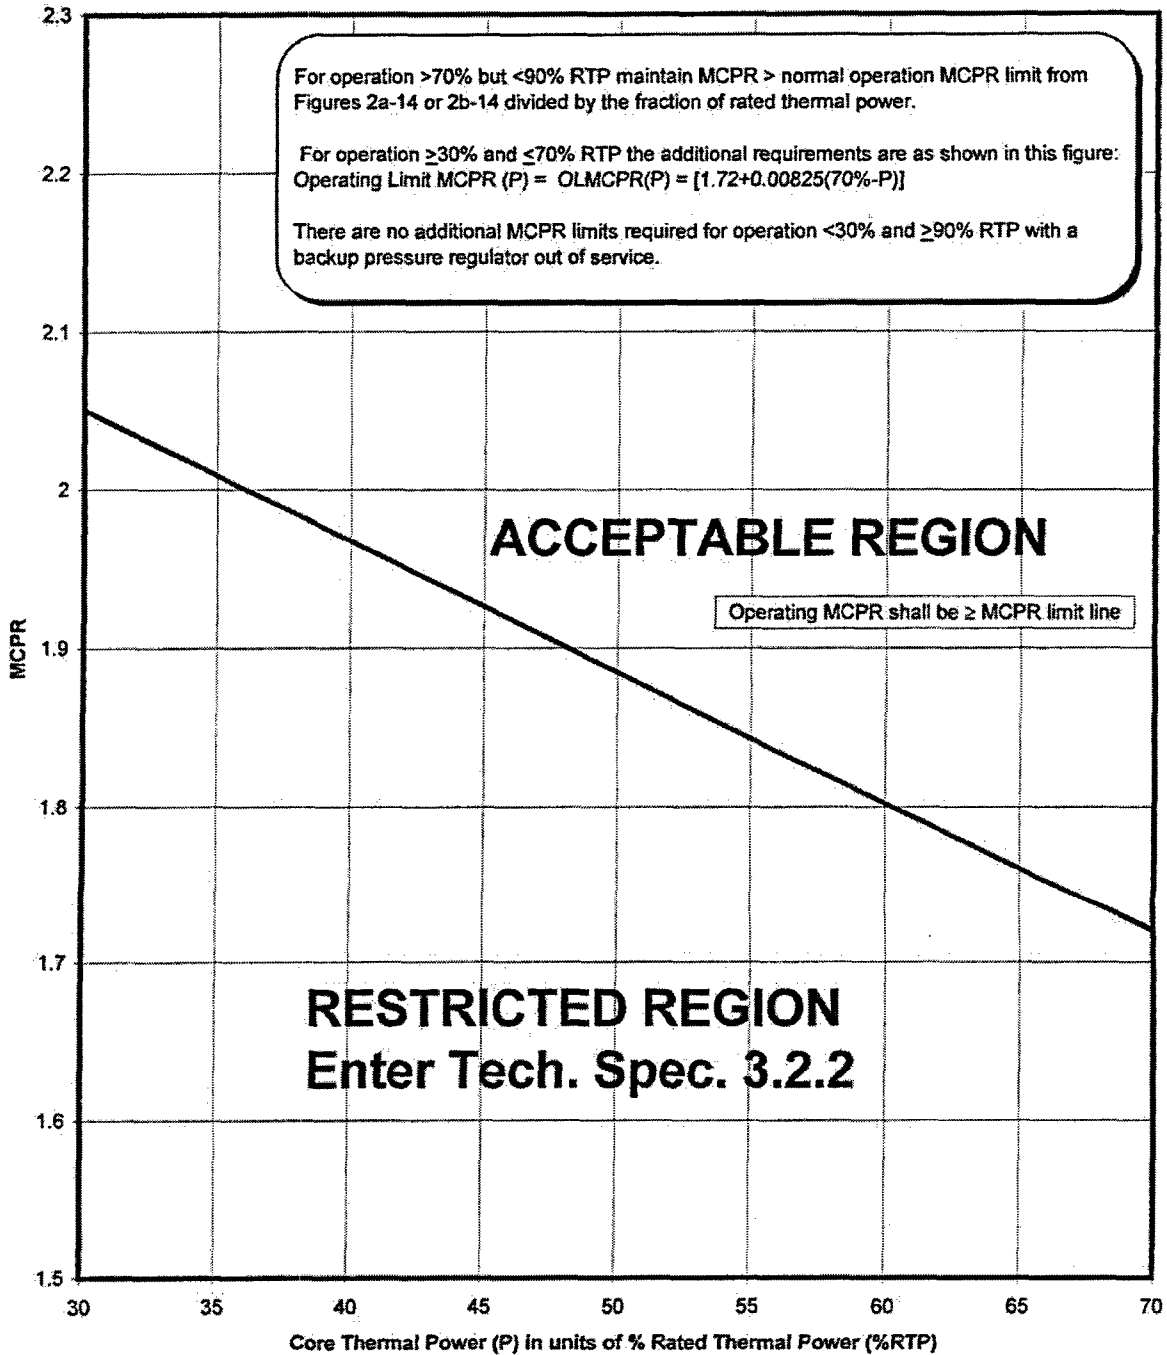 2.3
For operation >70% but <90% RTP maintain MCPR > normal operation MCPR limit from
Figures 2a-14 or 2b-14 divided by the fraction of rated thermal power.
For operation ≥30% and ≤70% RTP the additional requirements are as shown in this figure:
Operating Limit MCPR (P) = OLMCPR(P) = [1.72+0.00825(70%-P)]
There are no additional MCPR limits required for operation <30% and ≥90% RTP with a
backup pressure regulator out of service.
2.2
2.1
2
ACCEPTABLE REGION
Operating MCPR shall be ≥ MCPR limit line
1.9
MCPR
1.8
1.7
RESTRICTED REGION
Enter Tech. Spec. 3.2.2
1.6
1.5
30 35 40 45 50 55 60 65 70
Core Thermal Power (P) in units of % Rated Thermal Power (%RTP)